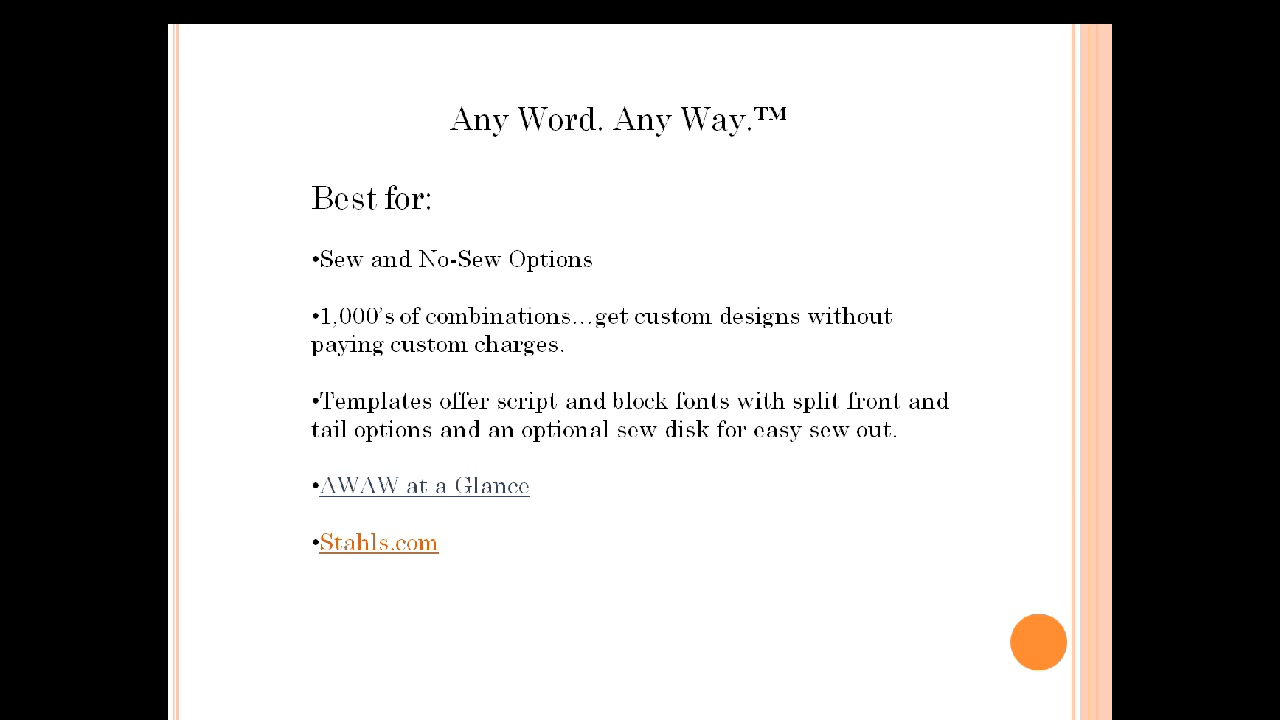 Any Word. Any Way.™
Best for:
•Sew and No-Sew Options
•1,000's of combinations…get custom designs without
paying custom charges.
•Templates offer script and block fonts with split front and
tail options and an optional sew disk for easy sew out.
•AWAW at a Glance
•Stahls.com